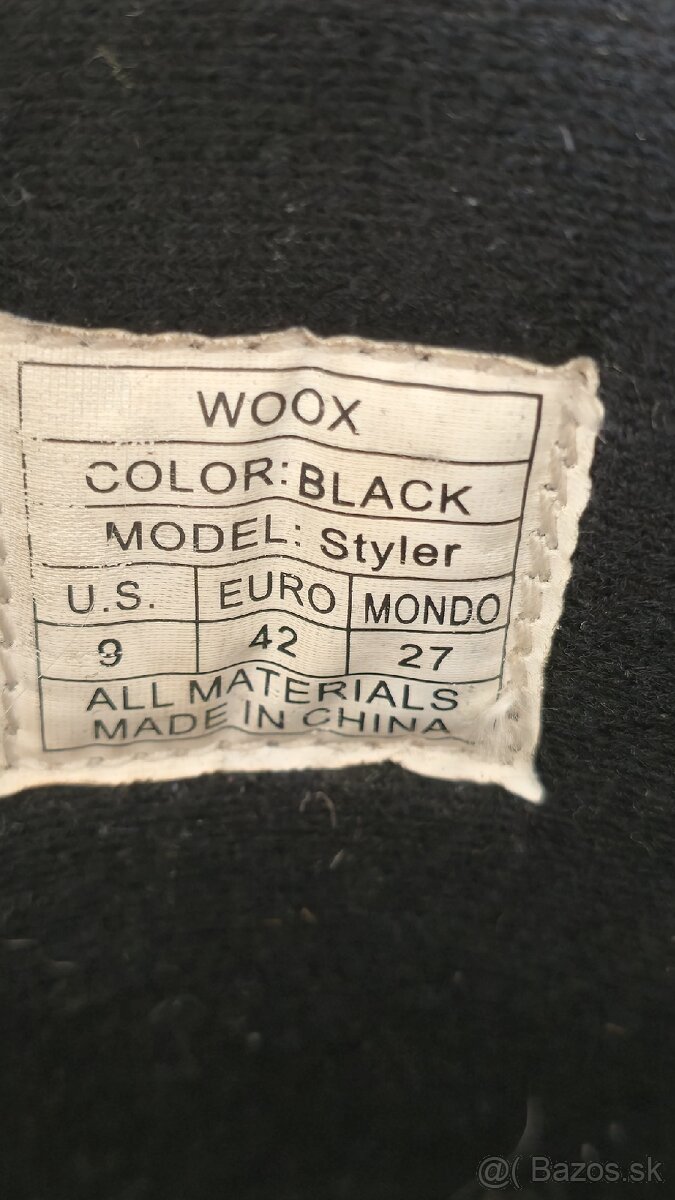 WOOX
COLOR: BLACK
MODEL: Styler
U.S. EURO MONDO
9 42 27
ALL MATERIALS
MADE IN CHINA
@( Bazos.sk